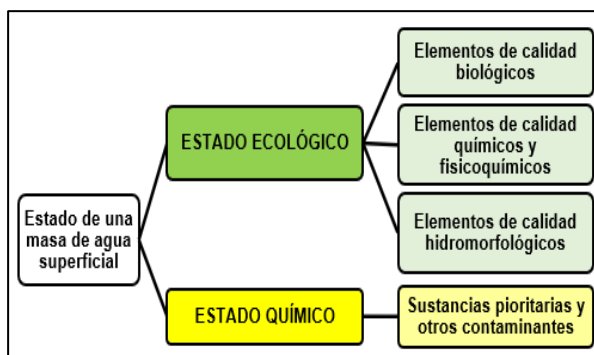 Estado de una
masa de agua
superficial
ESTADO ECOLÓGICO
Elementos de calidad
biológicos
Elementos de calidad
químicos y
fisicoquímicos
Elementos de calidad
hidromorfológicos
ESTADO QUÍMICO
Sustancias pioritarias y
otros contaminantes